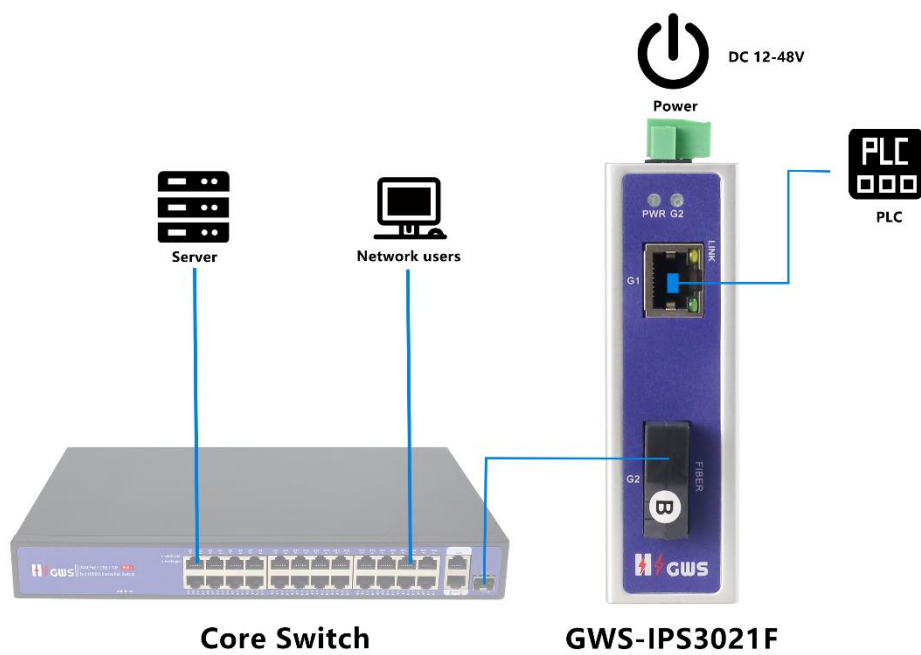 DC 12-48V
Power
PLC
PLC
Server
Network users
PWR G2
LINK
G1
G2
FIBER
B
GWS
GWS
Core Switch
GWS-IPS3021F